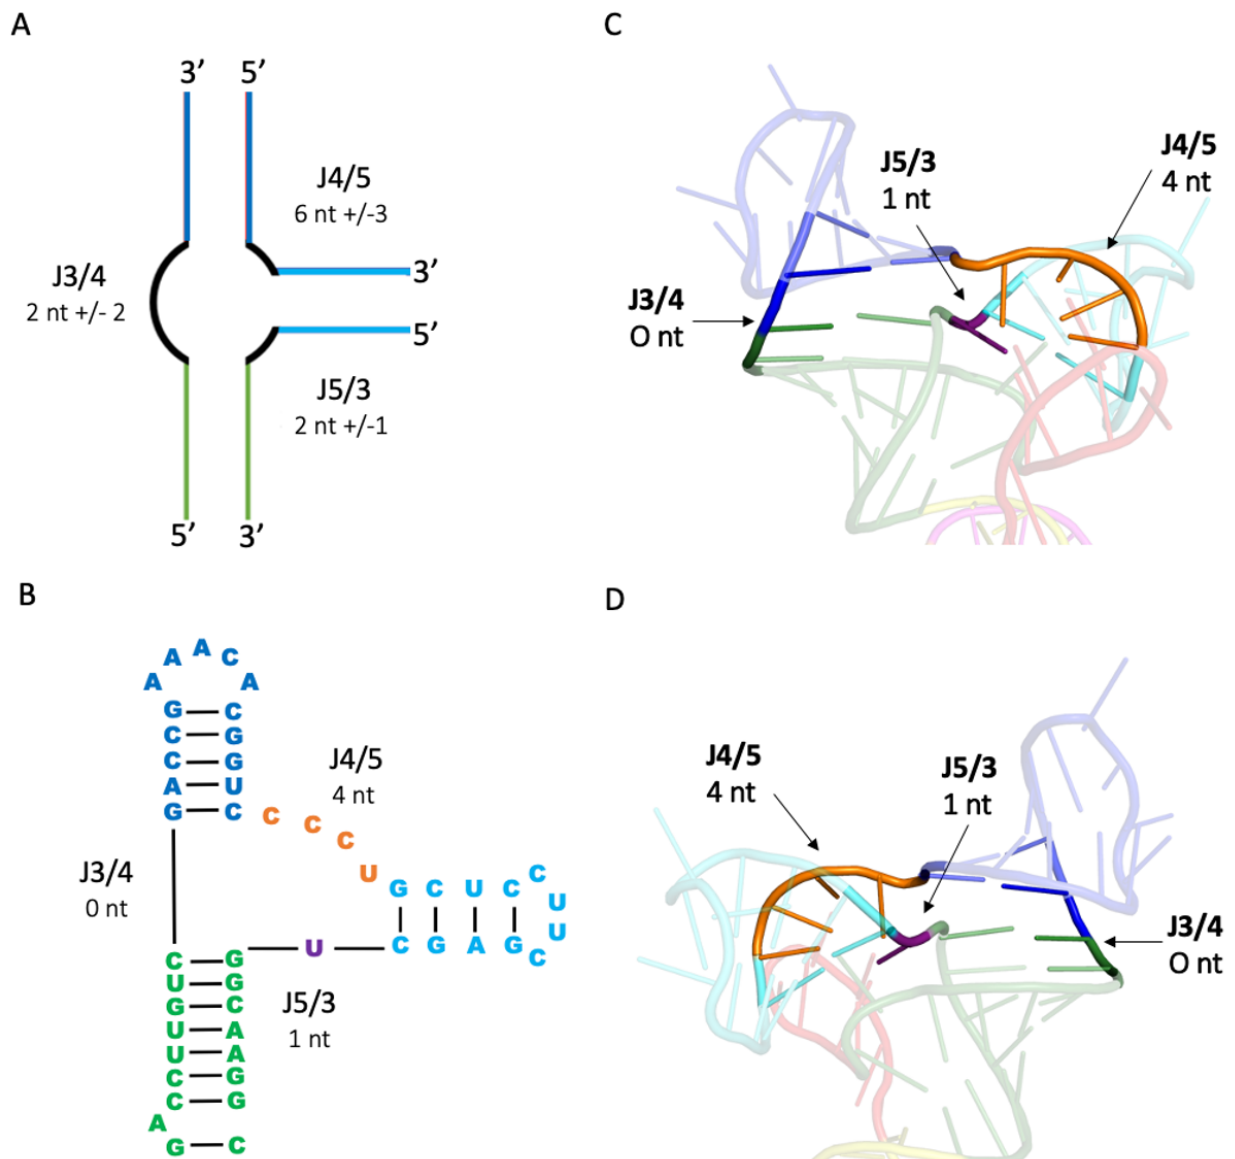 A
3’ 5’
J4/5
6 nt +/-3
J3/4
2 nt +/- 2
3’
5’
J5/3
2 nt +/-1
5’ 3’
B
A A A C A
G C
C G
C G
A U
G C
C C C U
J4/5
4 nt
J3/4
0 nt
G C U C C
U
U
C G A G C
U
J5/3
1 nt
C G
U G
G C
U A
U A
C G
C G
A
G C
C
J5/3
1 nt
J4/5
4 nt
J3/4
O nt
D
J4/5
4 nt
J5/3
1 nt
J3/4
O nt